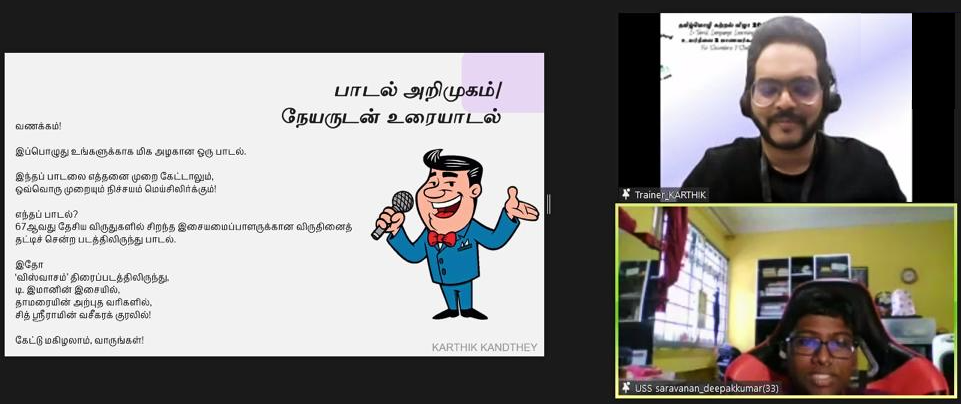 பாடல் அறிமுகம்/
நேயருடன் உரையாடல்
வணக்கம்!
இப்பொழுது உங்களுக்காக மிக அழகான ஒரு பாடல்.
இந்தப் பாடலை எத்தனை முறை கேட்டாலும்,
ஒவ்வொரு முறையும் நிச்சயம் மெய்சிலிர்க்கும்!
எந்தப் பாடல்?
67ஆவது தேசிய விருதுகளில் சிறந்த இசையமைப்பாளருக்கான விருதினைத்
தட்டிச் சென்ற படத்திலிருந்து பாடல்.
இதோ
'விஸ்வாசம்' திரைப்படத்திலிருந்து,
டி. இமானின் இசையில்,
தாமரையின் அற்புத வரிகளில்,
சித் ஸ்ரீராமின் வசீகரக் குரலில்!
கேட்டு மகிழலாம், வாருங்கள்!
KARTHIK KANDTHEY
Trainer_KARTHIK
USS saravanan_deepakkumar(33)